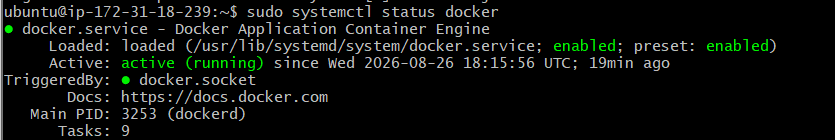 ubuntu@ip-172-31-18-239:~$ sudo systemctl status docker
● docker.service - Docker Application Container Engine
     Loaded: loaded (/usr/lib/systemd/system/docker.service; enabled; preset: enabled)
     Active: active (running) since Wed 2026-08-26 18:15:56 UTC; 19min ago
TriggeredBy: ● docker.socket
       Docs: https://docs.docker.com
   Main PID: 3253 (dockerd)
      Tasks: 9